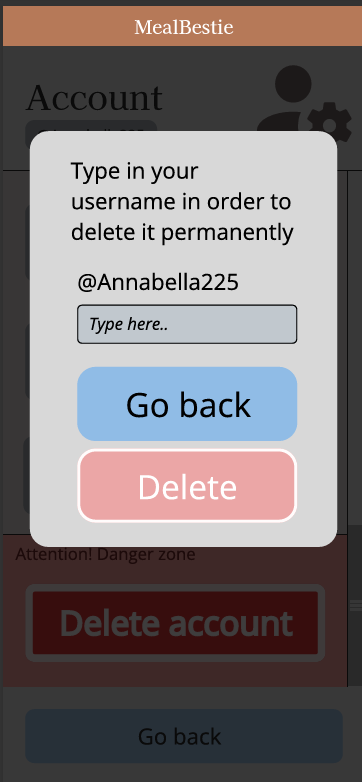 MealBestie
Account
Type in your
username in order to
delete it permanently
@Annabella225
Type here..
Go back
Delete
Attention! Danger zone
Delete account
Go back